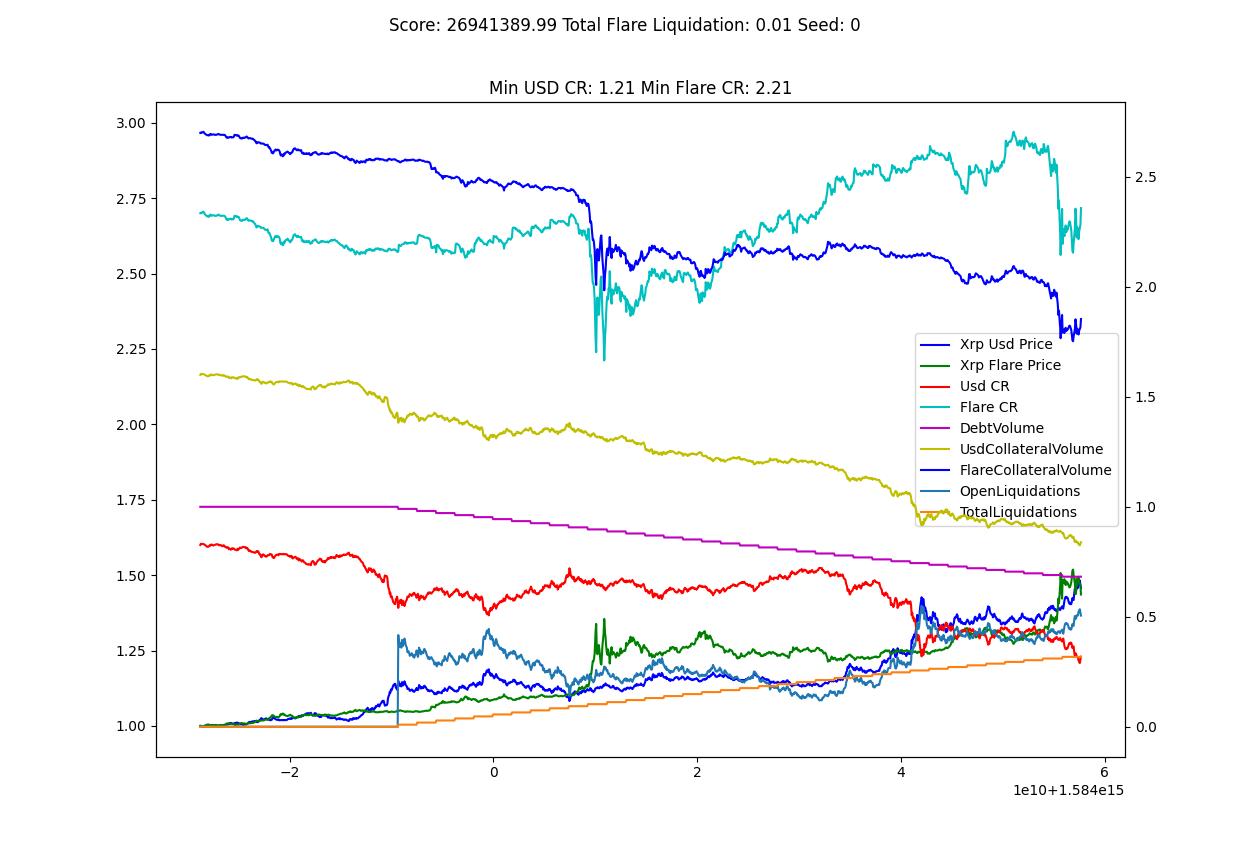 Score: 26941389.99 Total Flare Liquidation: 0.01 Seed: 0
Min USD CR: 1.21 Min Flare CR: 2.21
3.00
2.75
2.50
2.25
2.00
1.75
1.50
1.25
1.00
2.5
2.0
1.5
1.0
0.5
0.0
Xrp Usd Price
Xrp Flare Price
Usd CR
Flare CR
DebtVolume
UsdCollateralVolume
FlareCollateralVolume
OpenLiquidations
TotalLiquidations
−2 0 2 4 6
1e10+1.584e15